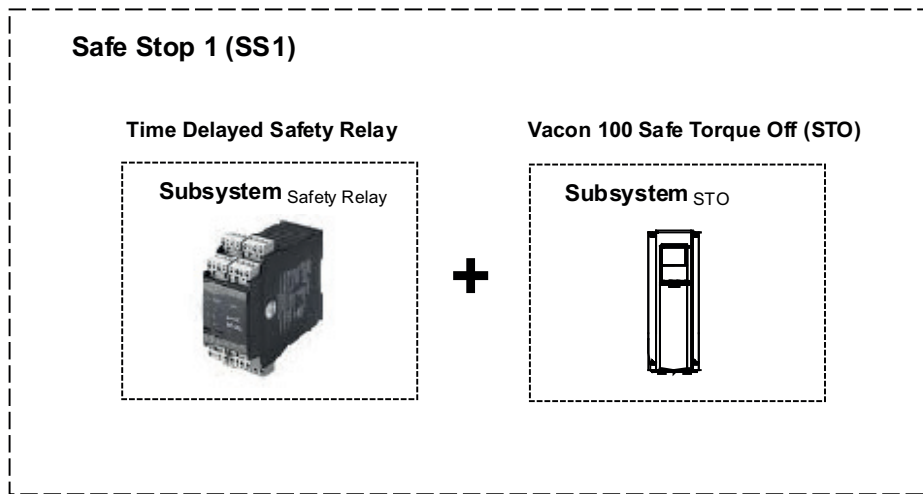 Safe Stop 1 (SS1)
Time Delayed Safety Relay
Vacon 100 Safe Torque Off (STO)
Subsystem Safety Relay
Subsystem STO
+